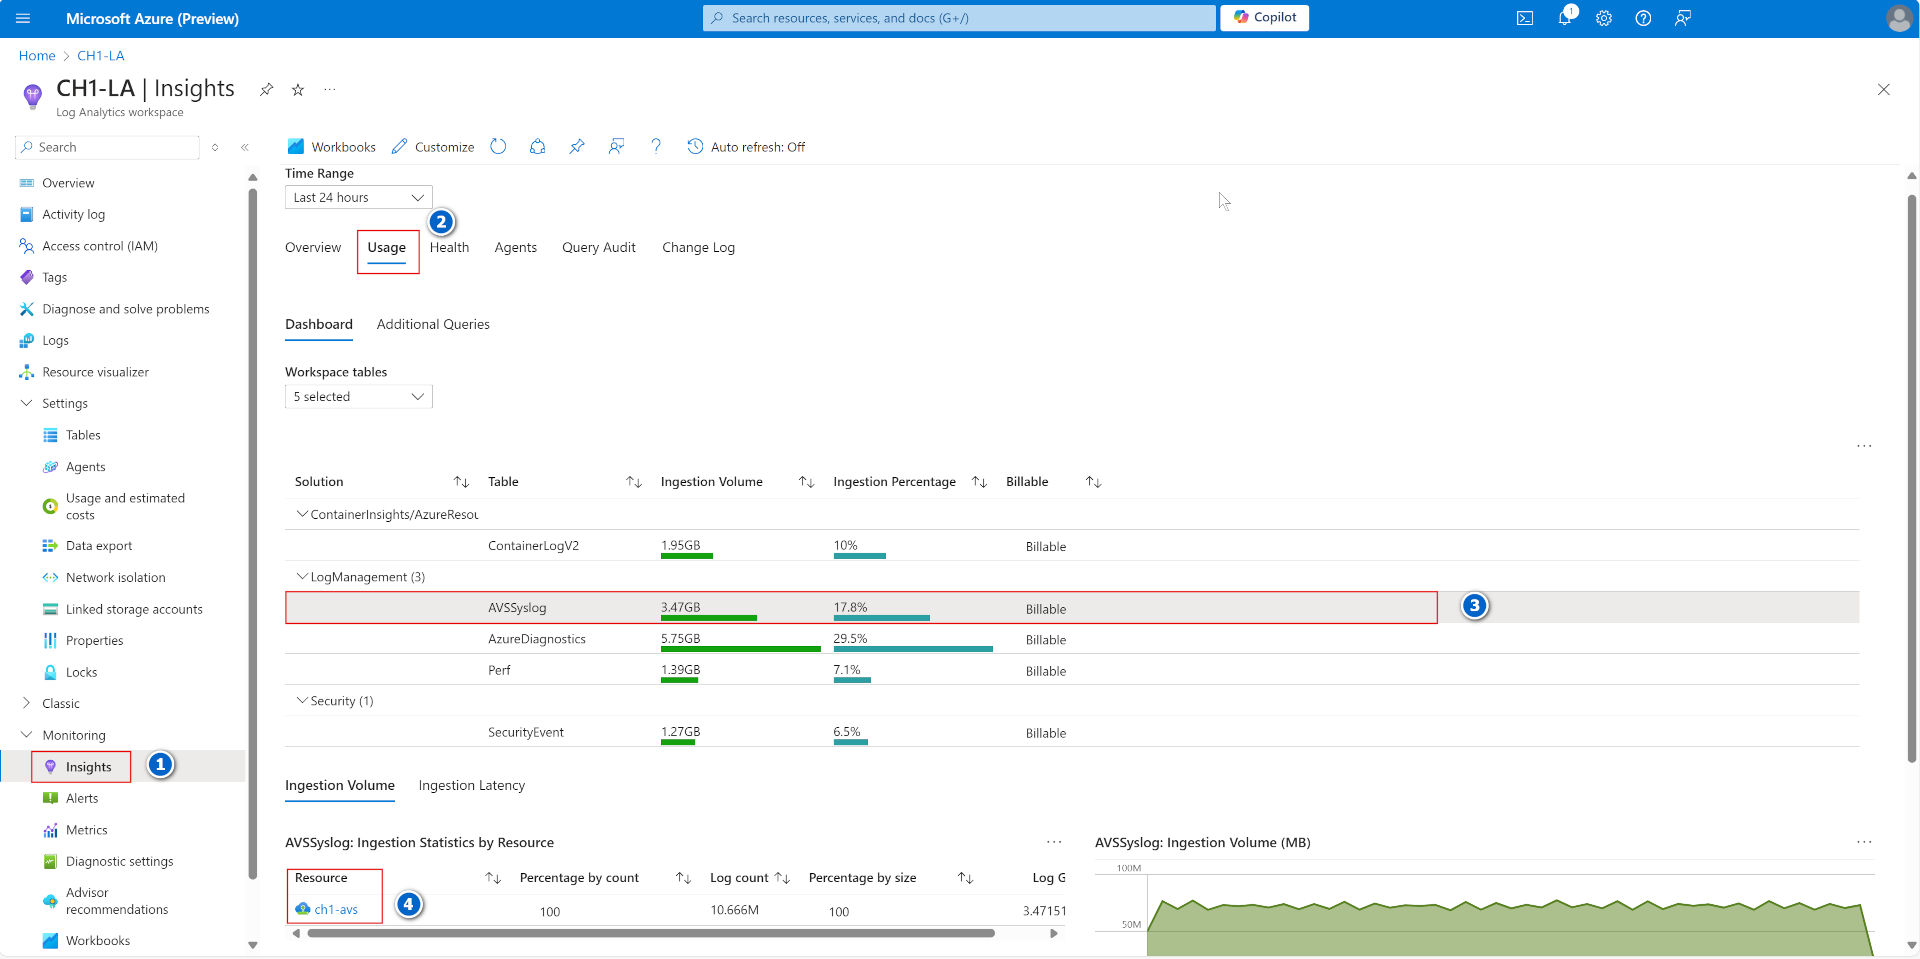 Microsoft Azure (Preview)
Search resources, services, and docs (G+/)
Copilot
1
Home > CH1-LA
CH1-LA | Insights
Log Analytics workspace
Search
Workbooks
Customize
Auto refresh: Off
Overview
Activity log
Access control (IAM)
Tags
Diagnose and solve problems
Logs
Resource visualizer
Settings
Tables
Agents
Usage and estimated
costs
Data export
Network isolation
Linked storage accounts
Properties
Locks
Classic
Monitoring
Insights
1
Alerts
Metrics
Diagnostic settings
Advisor
recommendations
Workbooks
Time Range
Last 24 hours
2
Overview Usage Health Agents Query Audit Change Log
Dashboard Additional Queries
Workspace tables
5 selected
Solution Table Ingestion Volume Ingestion Percentage Billable
ContainerInsights/AzureResou
ContainerLogV2 1.95GB 10% Billable
LogManagement (3)
AVSSyslog 3.47GB 17.8% Billable
3
AzureDiagnostics 5.75GB 29.5% Billable
Perf 1.39GB 7.1% Billable
Security (1)
SecurityEvent 1.27GB 6.5% Billable
Ingestion Volume Ingestion Latency
AVSSyslog: Ingestion Statistics by Resource
Resource Percentage by count Log count Percentage by size Log G
ch1-avs 100 10.666M 100 3.47151
4
AVSSyslog: Ingestion Volume (MB)
100M
50M